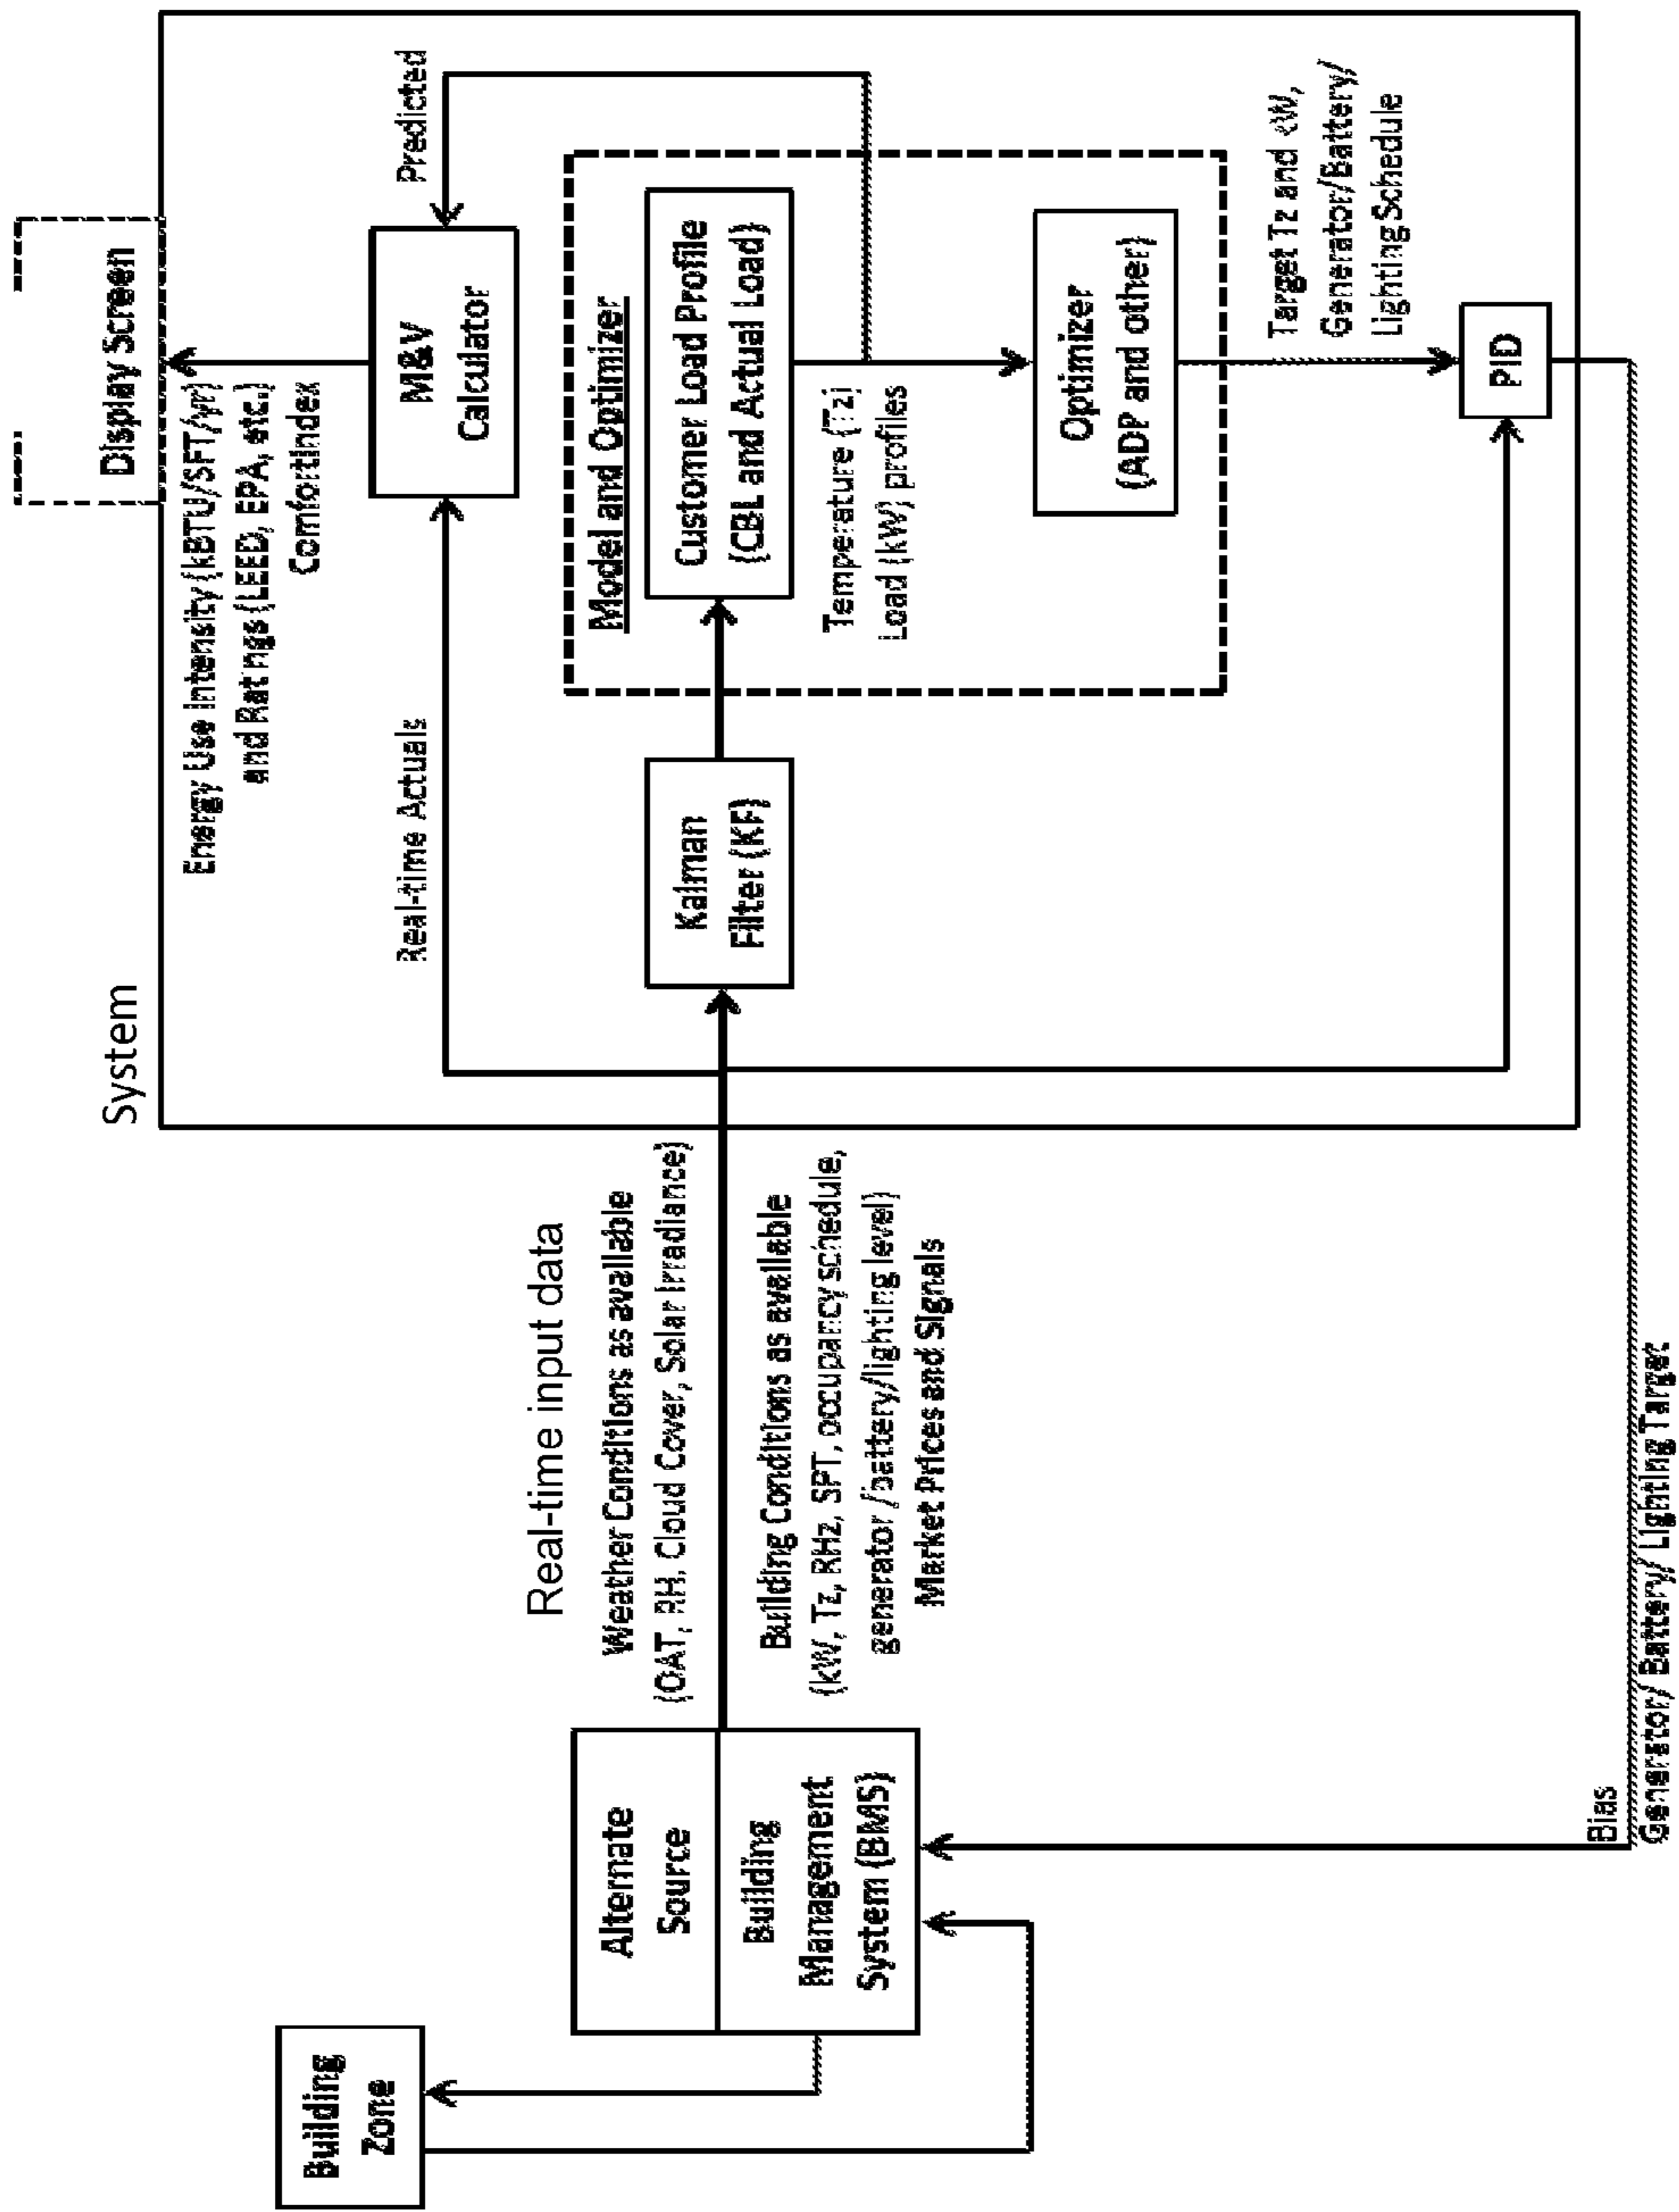 System
Display Screen
Energy Use Intensity (kBTU/SFT/yr)
and Ratings (LEED, EPA, etc.)
Comfort Index
Real-time Actuals
Predicted
M&V
Calculator
Building
Zone
Real-time input data
Weather Conditions as available
(OAT, RH, Cloud Cover, Solar Irradiance)
Alternate
Source
Building
Management
System (BMS)
Building Conditions as available
(kW, Tz, RHz, SPT, occupancy schedule,
generator /battery/lighting level)
Market Prices and Signals
Kalman
Filter (KF)
Model and Optimizer
Customer Load Profile
(CBL and Actual Load)
Temperature (Tz)
Load (kW) profiles
Optimizer
(ADP and other)
Target Tz and kW,
Generator/Battery/
Lighting Schedule
PID
Bias
Generator/ Battery/ Lighting Target